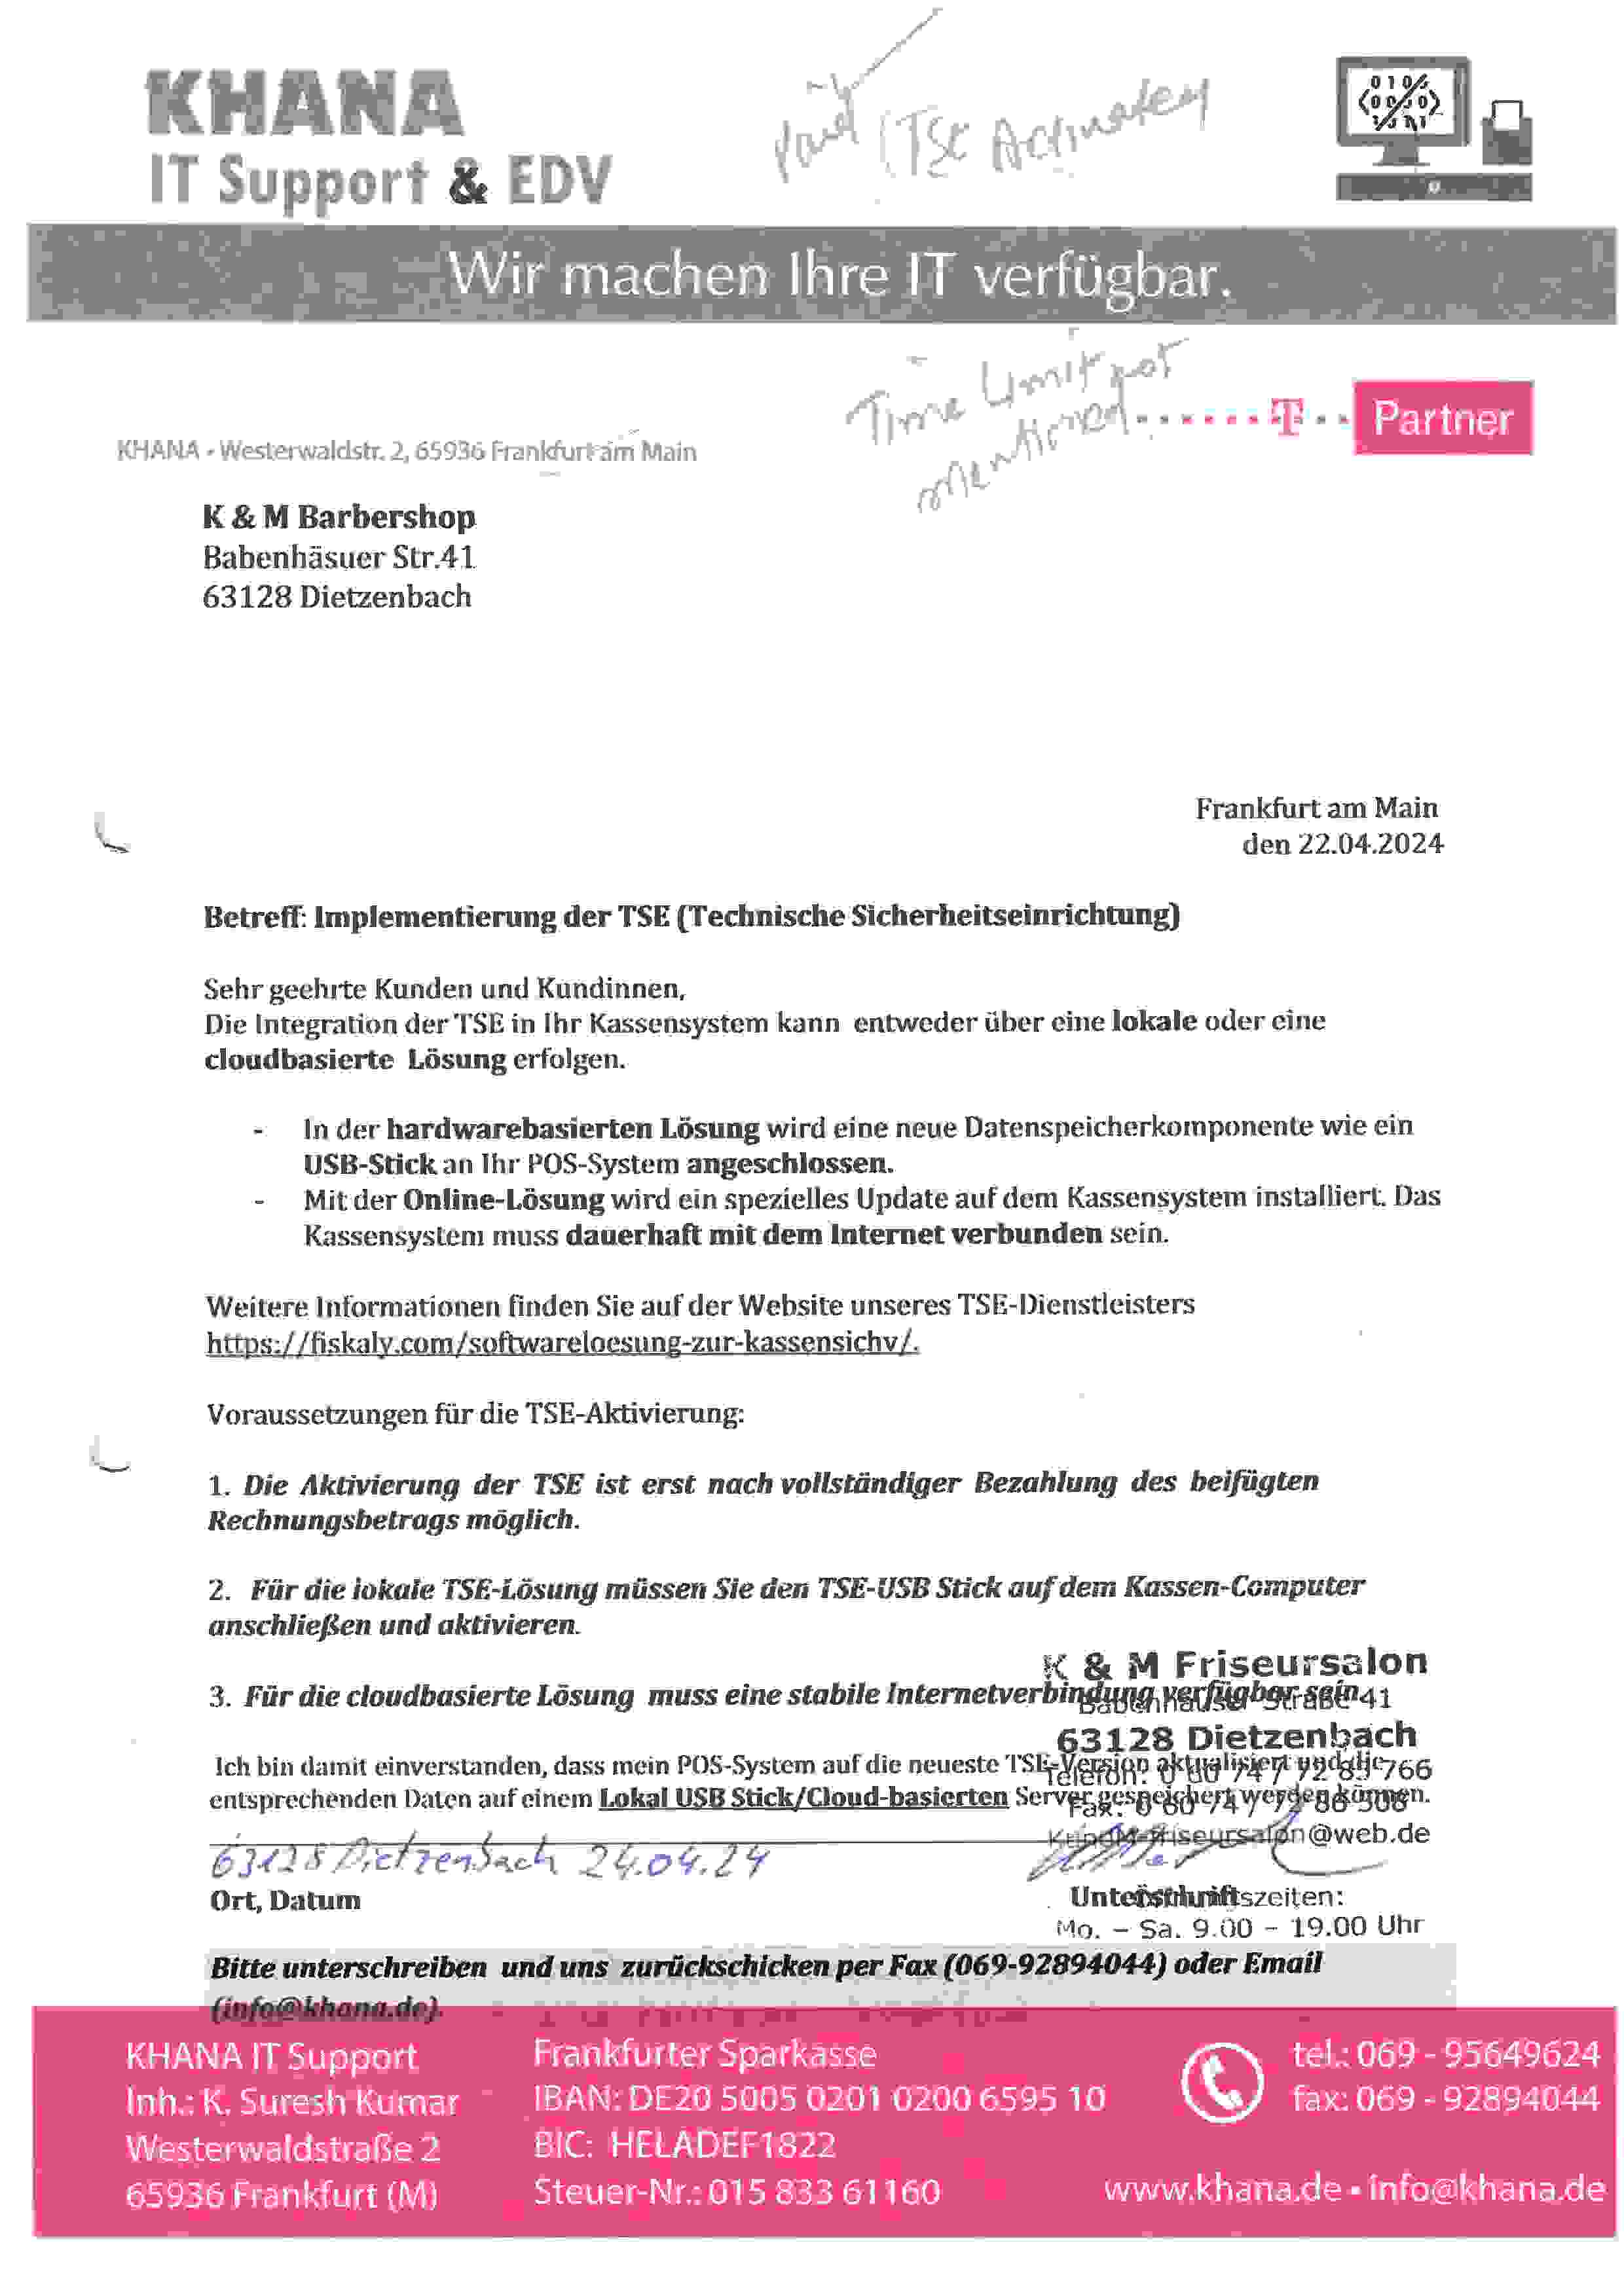 KHANA
IT Support & EDV
Paid (TSE
Wir machen Ihre IT verfügbar.
Time Limit not
mentioned
T Partner
KHANA - Westerwaldstr. 2, 65936 Frankfurt am Main
K & M Barbershop
Babenhäsuer Str.41
63128 Dietzenbach
Frankfurt am Main
den 22.04.2024
Betreff: Implementierung der TSE (Technische Sicherheitseinrichtung)
Sehr geehrte Kunden und Kundinnen,
Die Integration der TSE in Ihr Kassensystem kann entweder über eine lokale oder eine
cloudbasierte Lösung erfolgen.
- In der hardwarebasierten Lösung wird eine neue Datenspeicherkomponente wie ein
USB-Stick an Ihr POS-System angeschlossen.
- Mit der Online-Lösung wird ein spezielles Update auf dem Kassensystem installiert. Das
Kassensystem muss dauerhaft mit dem Internet verbunden sein.
Weitere Informationen finden Sie auf der Website unseres TSE-Dienstleisters
https://fiskaly.com/softwareloesung-zur-kassensichv/.
Voraussetzungen für die TSE-Aktivierung:
1. Die Aktivierung der TSE ist erst nach vollständiger Bezahlung des beifügten
Rechnungsbetrags möglich.
2. Für die lokale TSE-Lösung müssen Sie den TSE-USB Stick auf dem Kassen-Computer
anschließen und aktivieren.
K & M Friseursalon
3. Für die cloudbasierte Lösung muss eine stabile Internetverbindung verfügbar sein.
Babenhäuser Straße 41
63128 Dietzenbach
Ich bin damit einverstanden, dass mein POS-System auf die neueste TSE-Version aktualisiert und die
Telefon: 0 60 74 / 72 85 766
entsprechenden Daten auf einem Lokal USB Stick/Cloud-basierten Server gespeichert werden können.
Fax: 0 60 74 /
KundM-Friseursalon@web.de
63128 Dietzenbach 24.04.24
Ort, Datum
Unterschrift
Öffnungszeiten:
Mo. – Sa. 9.00 – 19.00 Uhr
Bitte unterschreiben und uns zurückschicken per Fax (069-92894044) oder Email
(info@khana.de).
KHANA IT Support
Inh.: K. Suresh Kumar
Westerwaldstraße 2
65936 Frankfurt (M)
Frankfurter Sparkasse
IBAN: DE20 5005 0201 0200 6595 10
BIC: HELADEF1822
Steuer-Nr.: 015 833 61160
tel.: 069 - 95649624
fax: 069 - 92894044
www.khana.de ▪ info@khana.de